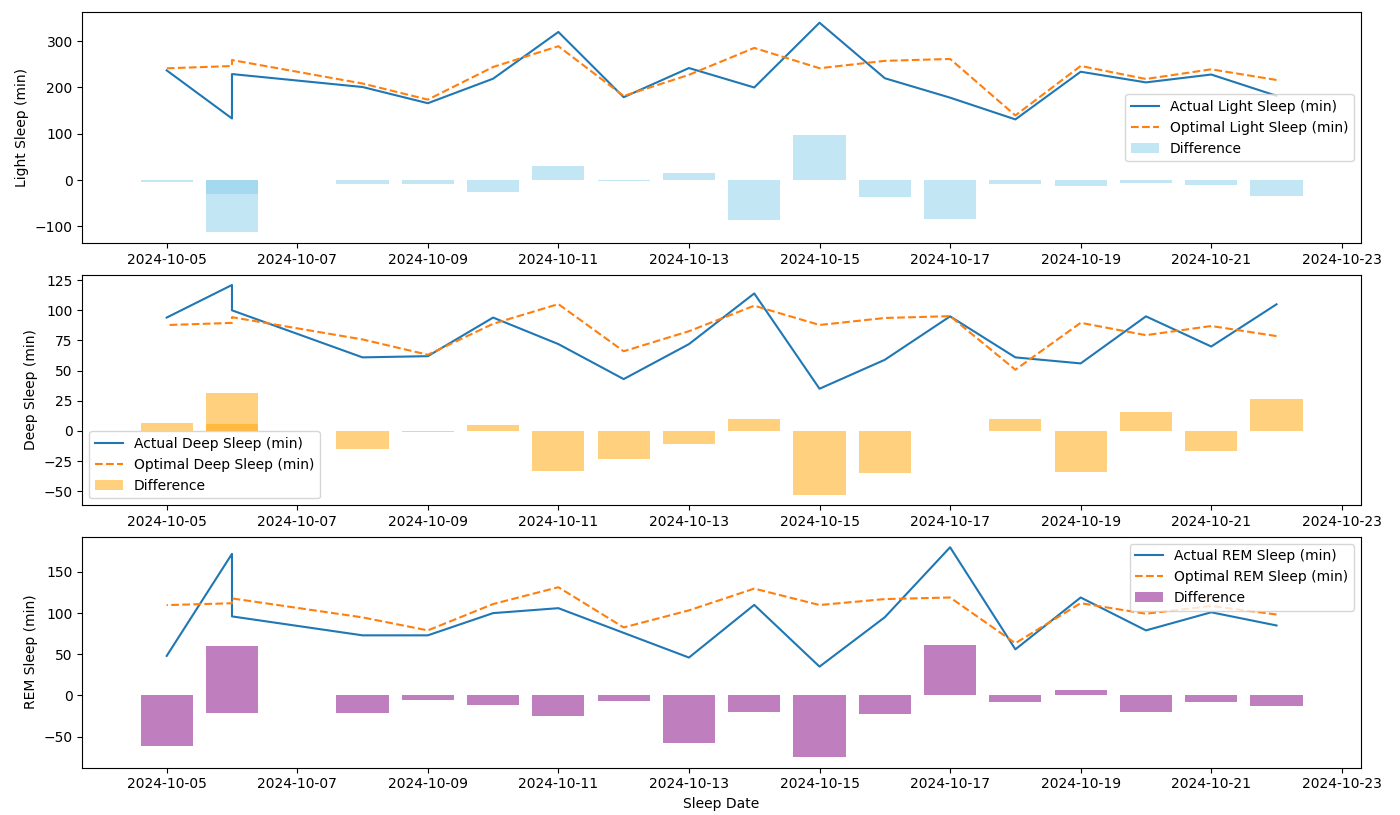 Light Sleep (min)
300
200
100
0
−100
Actual Light Sleep (min)
Optimal Light Sleep (min)
Difference
2024-10-05 2024-10-07 2024-10-09 2024-10-11 2024-10-13 2024-10-15 2024-10-17 2024-10-19 2024-10-21 2024-10-23
Deep Sleep (min)
125
100
75
50
25
0
−25
−50
Actual Deep Sleep (min)
Optimal Deep Sleep (min)
Difference
2024-10-05 2024-10-07 2024-10-09 2024-10-11 2024-10-13 2024-10-15 2024-10-17 2024-10-19 2024-10-21 2024-10-23
REM Sleep (min)
150
100
50
0
−50
Actual REM Sleep (min)
Optimal REM Sleep (min)
Difference
2024-10-05 2024-10-07 2024-10-09 2024-10-11 2024-10-13 2024-10-15 2024-10-17 2024-10-19 2024-10-21 2024-10-23
Sleep Date